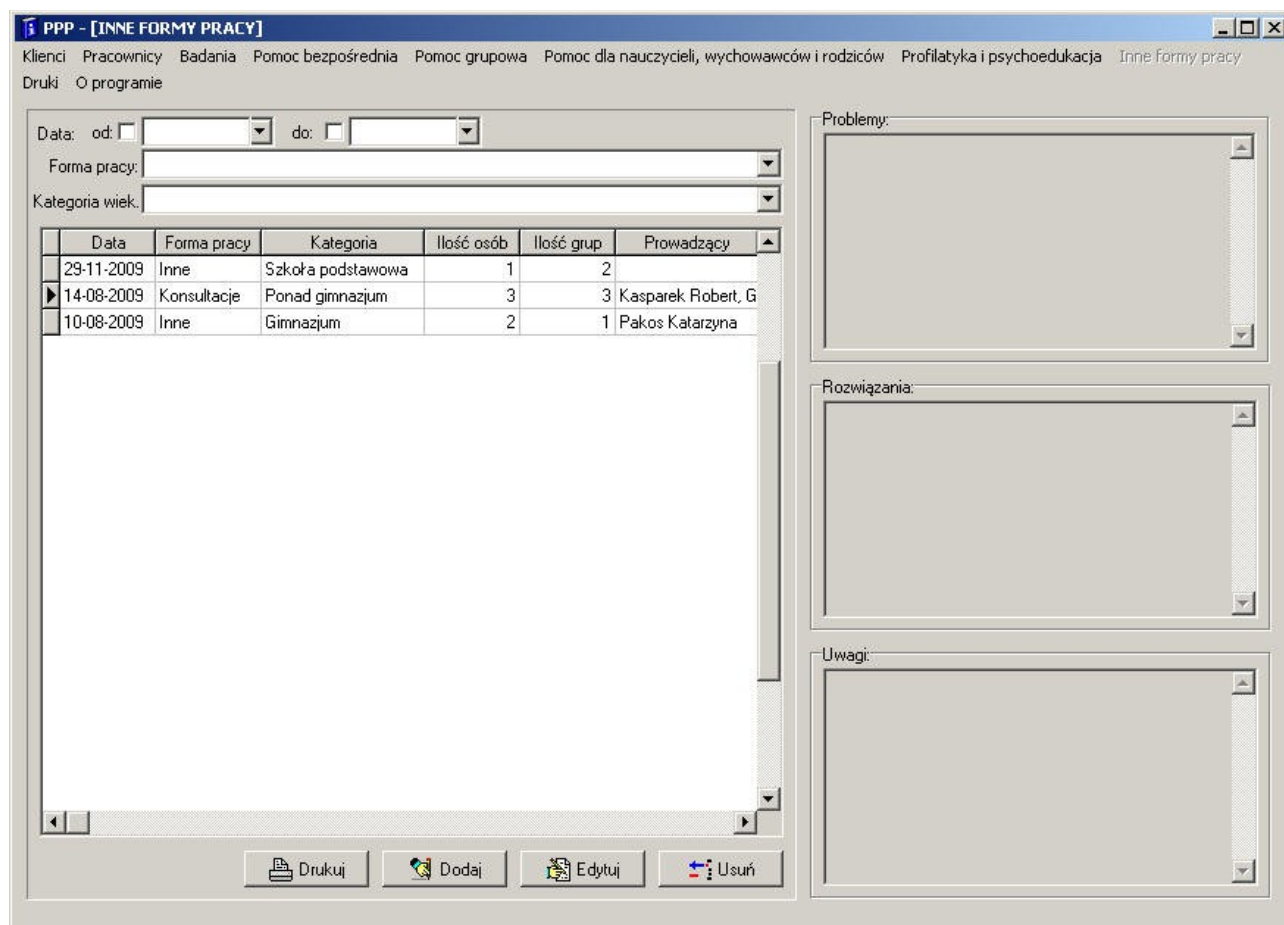 PPP - [INNE FORMY PRACY]
Klienci Pracownicy Badania Pomoc bezpośrednia Pomoc grupowa Pomoc dla nauczycieli, wychowawców i rodziców Profilatyka i psychoedukacja Inne formy pracy
Druki O programie
Data: od: do:
Forma pracy:
Kategoria wiek.
Data Forma pracy Kategoria Ilość osób Ilość grup Prowadzący
29-11-2009 Inne Szkoła podstawowa 1 2
14-08-2009 Konsultacje Ponad gimnazjum 3 3 Kasparek Robert, G
10-08-2009 Inne Gimnazjum 2 1 Pakos Katarzyna
Drukuj Dodaj Edytuj Usuń
Problemy:
Rozwiązania:
Uwagi: